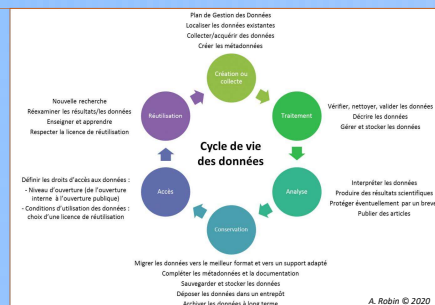 Plan de Gestion des Données
Localiser les données existantes
Collecter/acquérir des données
Créer les métadonnées
Création ou
collecte
Traitement
Vérifier, nettoyer, valider les données
Décrire les données
Gérer et stocker les données
Nouvelle recherche
Réexaminer les résultats/les données
Enseigner et apprendre
Respecter la licence de réutilisation
Réutilisation
Cycle de vie
des données
Définir les droits d'accès aux données :
- Niveau d'ouverture (de l'ouverture
interne à l'ouverture publique)
- Conditions d'utilisation des données :
choix d'une licence de réutilisation
Accès
Analyse
Interpréter les données
Produire des résultats scientifiques
Protéger éventuellement par un breve
Publier des articles
Conservation
Migrer les données vers le meilleur format et vers un support adapté
Compléter les métadonnées et la documentation
Sauvegarder et stocker les données
Déposer les données dans un entrepôt
Archiver les données à long terme
A. Robin © 2020